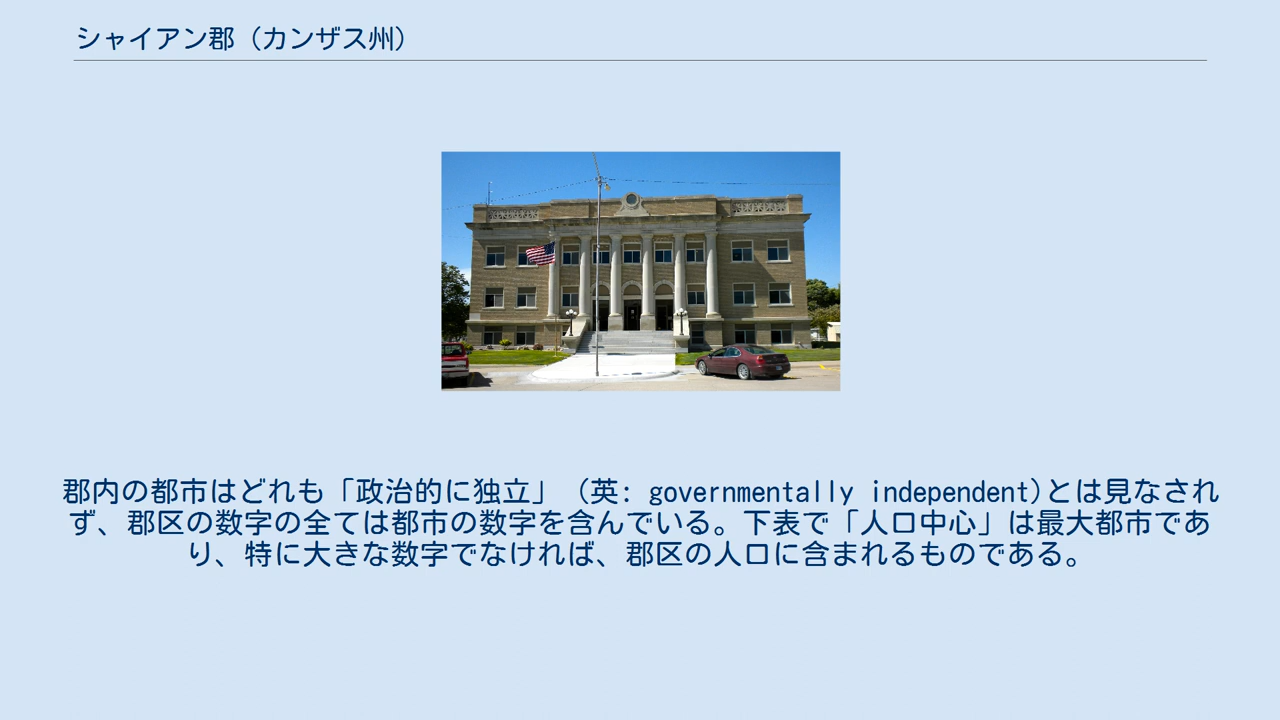 シャイアン郡（カンザス州）
郡内の都市はどれも「政治的に独立」（英: governmentally independent)とは見なされ
ず、郡区の数字の全ては都市の数字を含んでいる。下表で「人口中心」は最大都市であ
り、特に大きな数字でなければ、郡区の人口に含まれるものである。